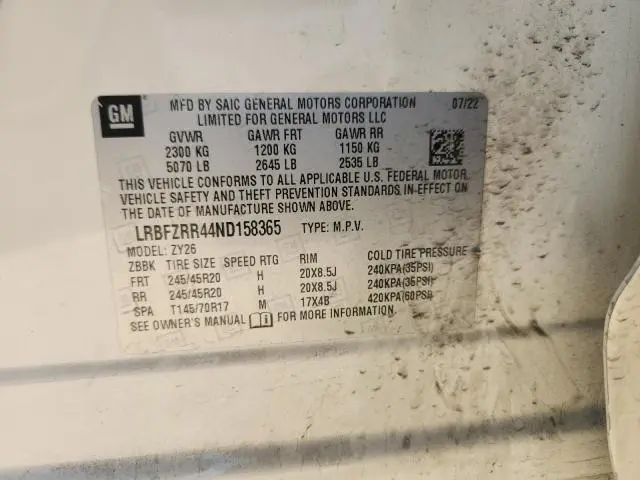 GM
MFD BY SAIC GENERAL MOTORS CORPORATION 07/22
LIMITED FOR GENERAL MOTORS LLC
GVWR GAWR FRT GAWR RR
2300 KG 1200 KG 1150 KG
5070 LB 2645 LB 2535 LB
THIS VEHICLE CONFORMS TO ALL APPLICABLE U.S. FEDERAL MOTOR
VEHICLE SAFETY AND THEFT PREVENTION STANDARDS IN EFFECT ON
THE DATE OF MANUFACTURE SHOWN ABOVE.
LRBFZRR44ND158365 TYPE: M.P.V.
MODEL: ZY26
ZBBK TIRE SIZE SPEED RTG RIM COLD TIRE PRESSURE
FRT 245/45R20 H 20X8.5J 240KPA(35PSI)
RR 245/45R20 H 20X8.5J 240KPA(35PSI)
SPA T145/70R17 M 17X4B 420KPA(60PSI)
SEE OWNER'S MANUAL FOR MORE INFORMATION.